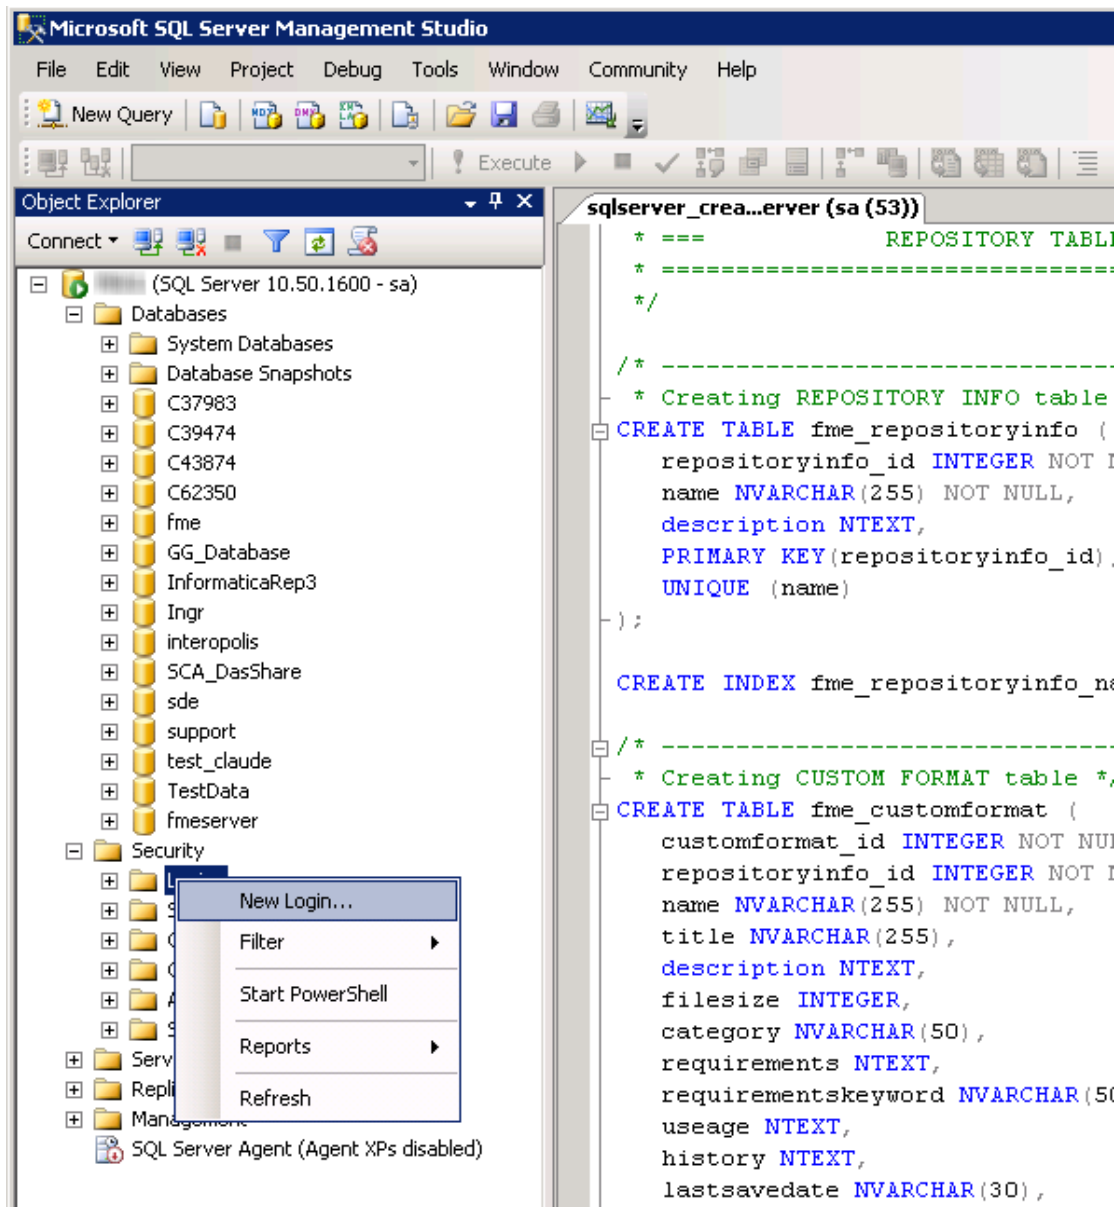 Microsoft SQL Server Management Studio
File Edit View Project Debug Tools Window Community Help
New Query
Execute
Object Explorer
Connect
(SQL Server 10.50.1600 - sa)
Databases
System Databases
Database Snapshots
C37983
C39474
C43874
C62350
fme
GG_Database
InformaticaRep3
Ingr
interopolis
SCA_DasShare
sde
support
test_claude
TestData
fmeserver
Security
New Login...
Filter
Start PowerShell
Reports
Refresh
Serv
Repli
SQL Server Agent (Agent XPs disabled)
sqlserver_crea...erver (sa (53))
* === REPOSITORY TABL
* ==============================
*/
/* ------------------------------
* Creating REPOSITORY INFO table
CREATE TABLE fme_repositoryinfo (
repositoryinfo_id INTEGER NOT
name NVARCHAR(255) NOT NULL,
description NTEXT,
PRIMARY KEY(repositoryinfo_id),
UNIQUE (name)
);
CREATE INDEX fme_repositoryinfo_na
/* ------------------------------
* Creating CUSTOM FORMAT table */
CREATE TABLE fme_customformat (
customformat_id INTEGER NOT NUL
repositoryinfo_id INTEGER NOT
name NVARCHAR(255) NOT NULL,
title NVARCHAR(255),
description NTEXT,
filesize INTEGER,
category NVARCHAR(50),
requirements NTEXT,
requirementskeyword NVARCHAR(50
useage NTEXT,
history NTEXT,
lastsavedate NVARCHAR(30),